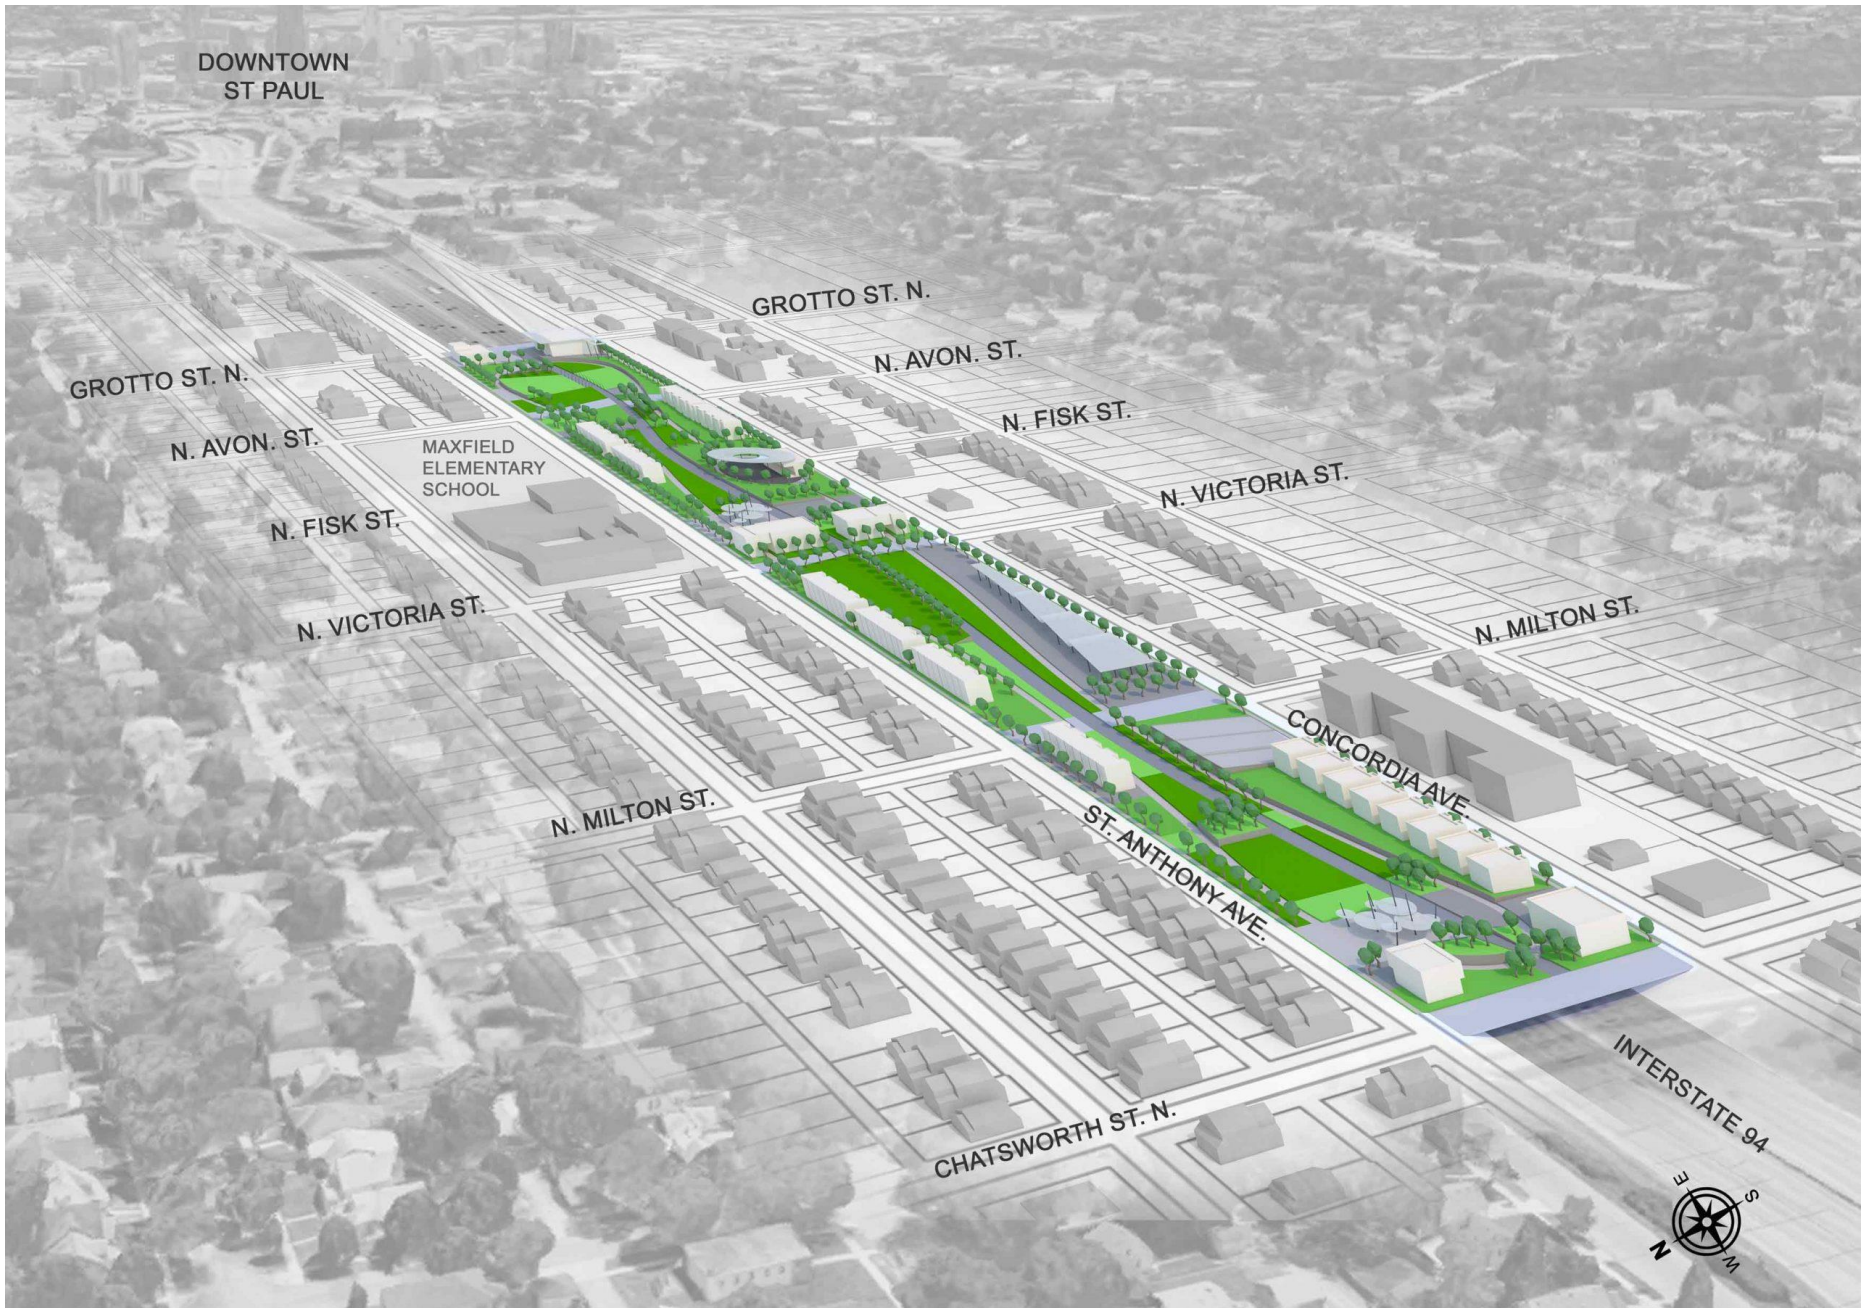 DOWNTOWN
ST PAUL
GROTTO ST. N.
N. AVON. ST.
GROTTO ST. N.
N. FISK ST.
N. AVON. ST.
MAXFIELD
ELEMENTARY
SCHOOL
N. VICTORIA ST.
N. FISK ST.
N. VICTORIA ST.
N. MILTON ST.
CONCORDIA AVE.
N. MILTON ST.
ST. ANTHONY AVE.
INTERSTATE 94
CHATSWORTH ST. N.
E
S
N
W